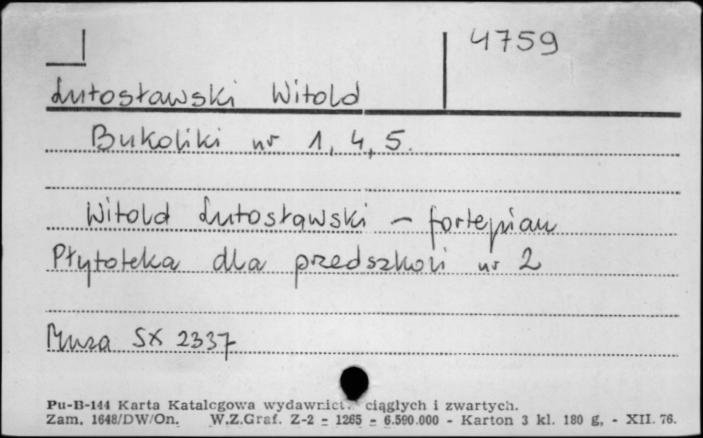 4759
Lutosławski Witold
Bukoliki nr 1, 4, 5.
Witold Lutosławski - fortepian
Płytoteka dla przedszkoli nr 2
Muza SX 2337
Pu-B-144 Karta Katalogowa wydawnict. ciągłych i zwartych.
Zam. 1648/DW/On. W.Z.Graf. Z-2 - 1265 - 6.590.000 - Karton 3 kl. 180 g. - XII. 76.